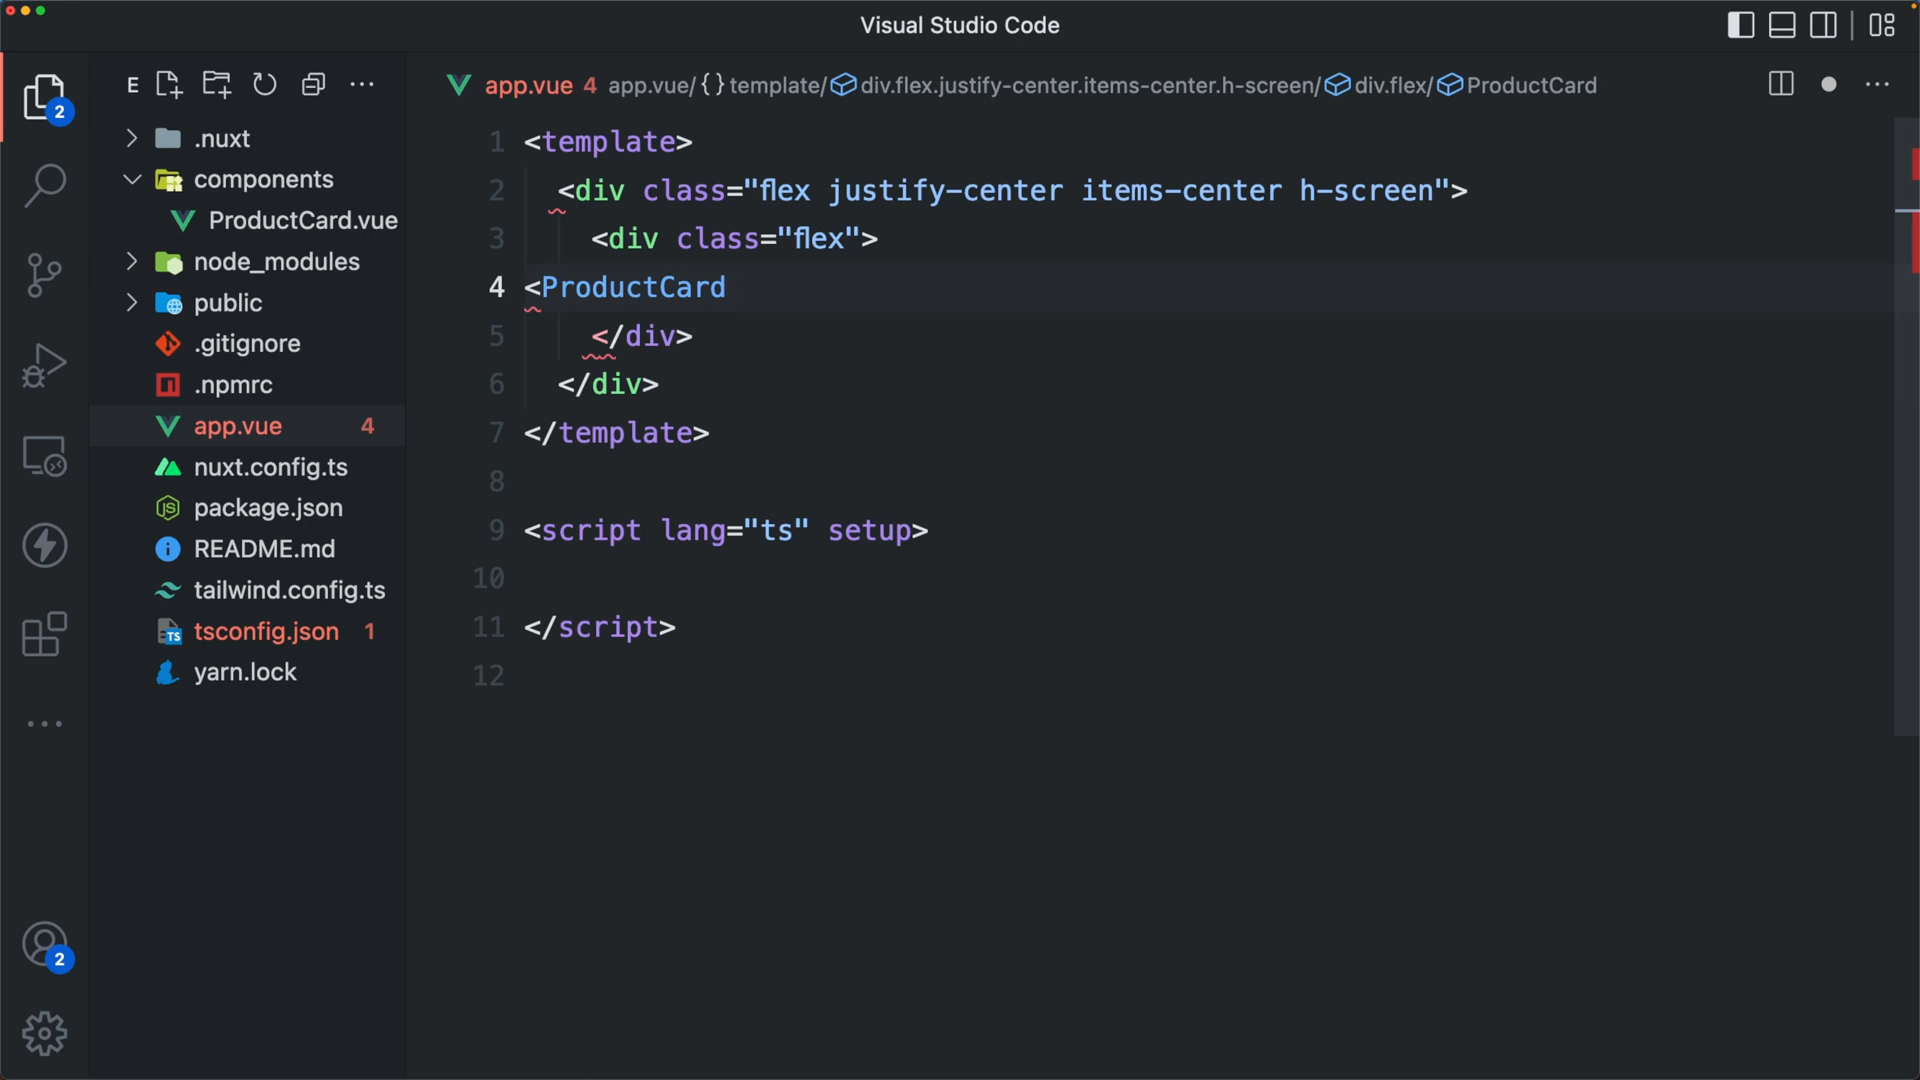 Visual Studio Code
E
app.vue 4 app.vue/ {} template/ div.flex.justify-center.items-center.h-screen/ div.flex/ ProductCard
2
.nuxt
components
ProductCard.vue
node_modules
public
.gitignore
.npmrc
app.vue 4
nuxt.config.ts
package.json
README.md
tailwind.config.ts
TS tsconfig.json 1
yarn.lock
2
1 <template>
2 <div class="flex justify-center items-center h-screen">
3 <div class="flex">
4 <ProductCard
5 </div>
6 </div>
7 </template>
8
9 <script lang="ts" setup>
10
11 </script>
12